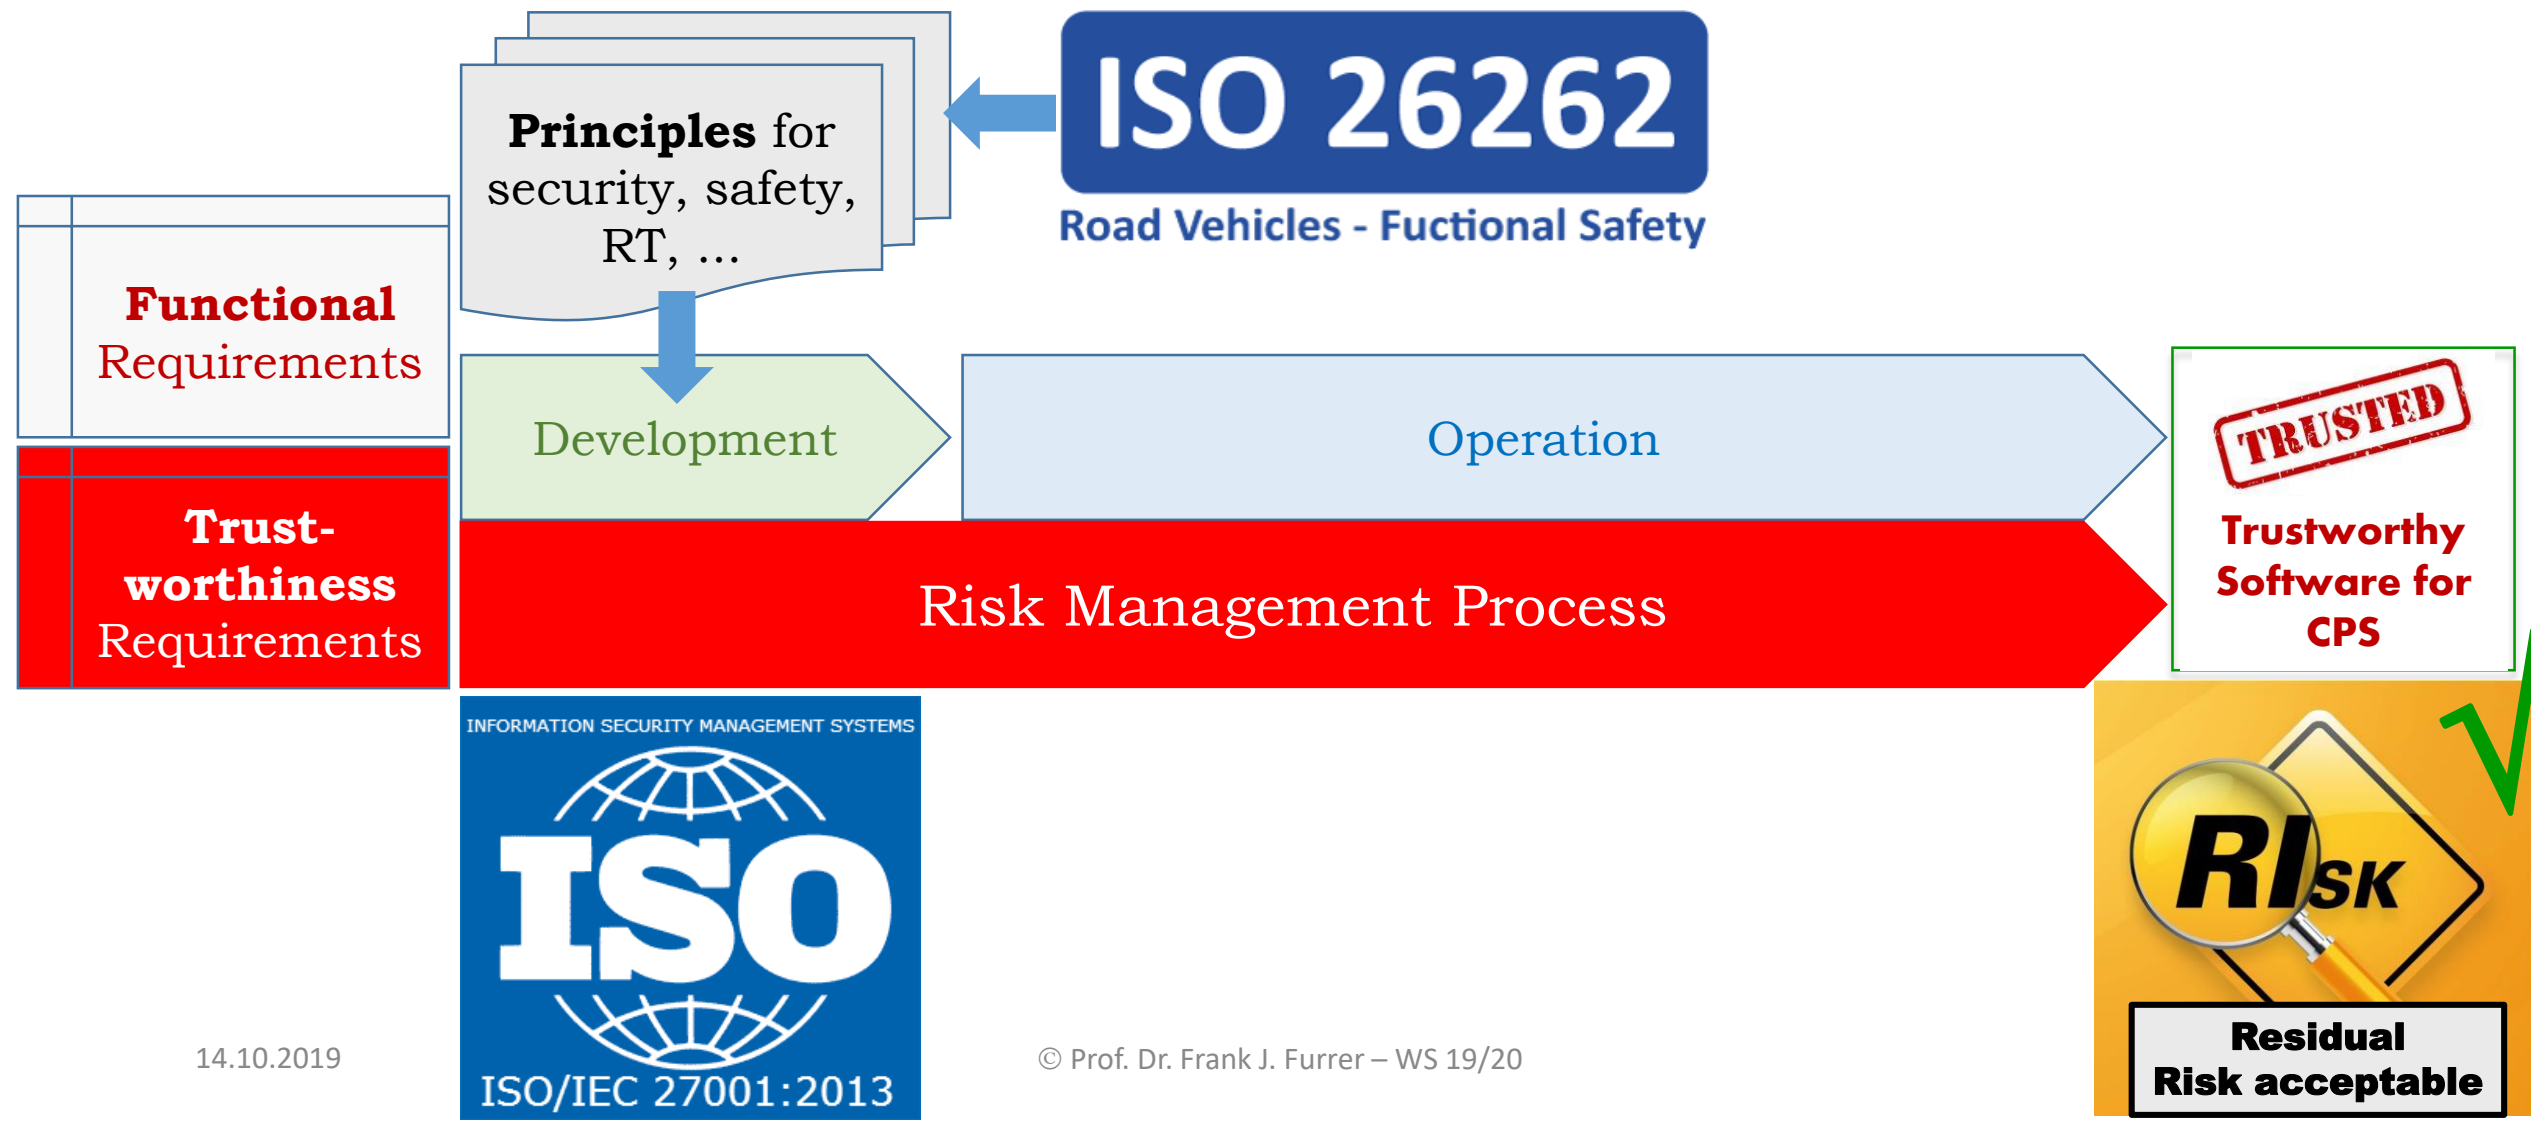 Principles for
security, safety,
RT, ...
ISO 26262
Road Vehicles - Fuctional Safety
Functional
Requirements
Trust-
worthiness
Requirements
Development
Operation
Risk Management Process
TRUSTED
Trustworthy
Software for
CPS
INFORMATION SECURITY MANAGEMENT SYSTEMS
ISO
ISO/IEC 27001:2013
RISK
Residual
Risk acceptable
14.10.2019
© Prof. Dr. Frank J. Furrer – WS 19/20